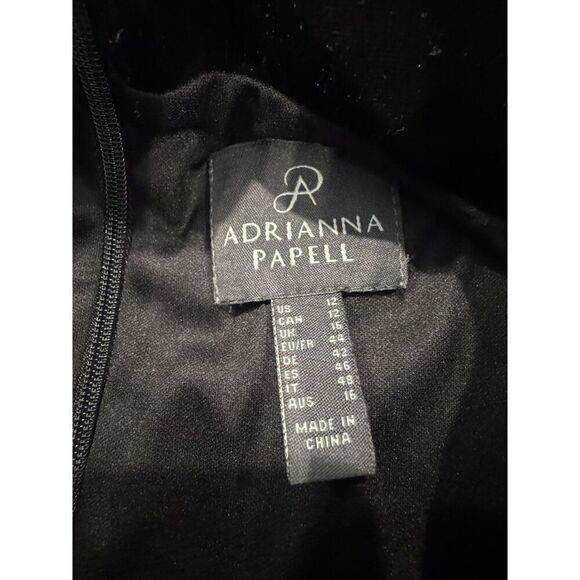 ADRIANNA
PAPELL
US 12
CAN 12
UK 16
EU/FR 44
DE 42
ES 46
IT 48
AUS 16
MADE IN
CHINA